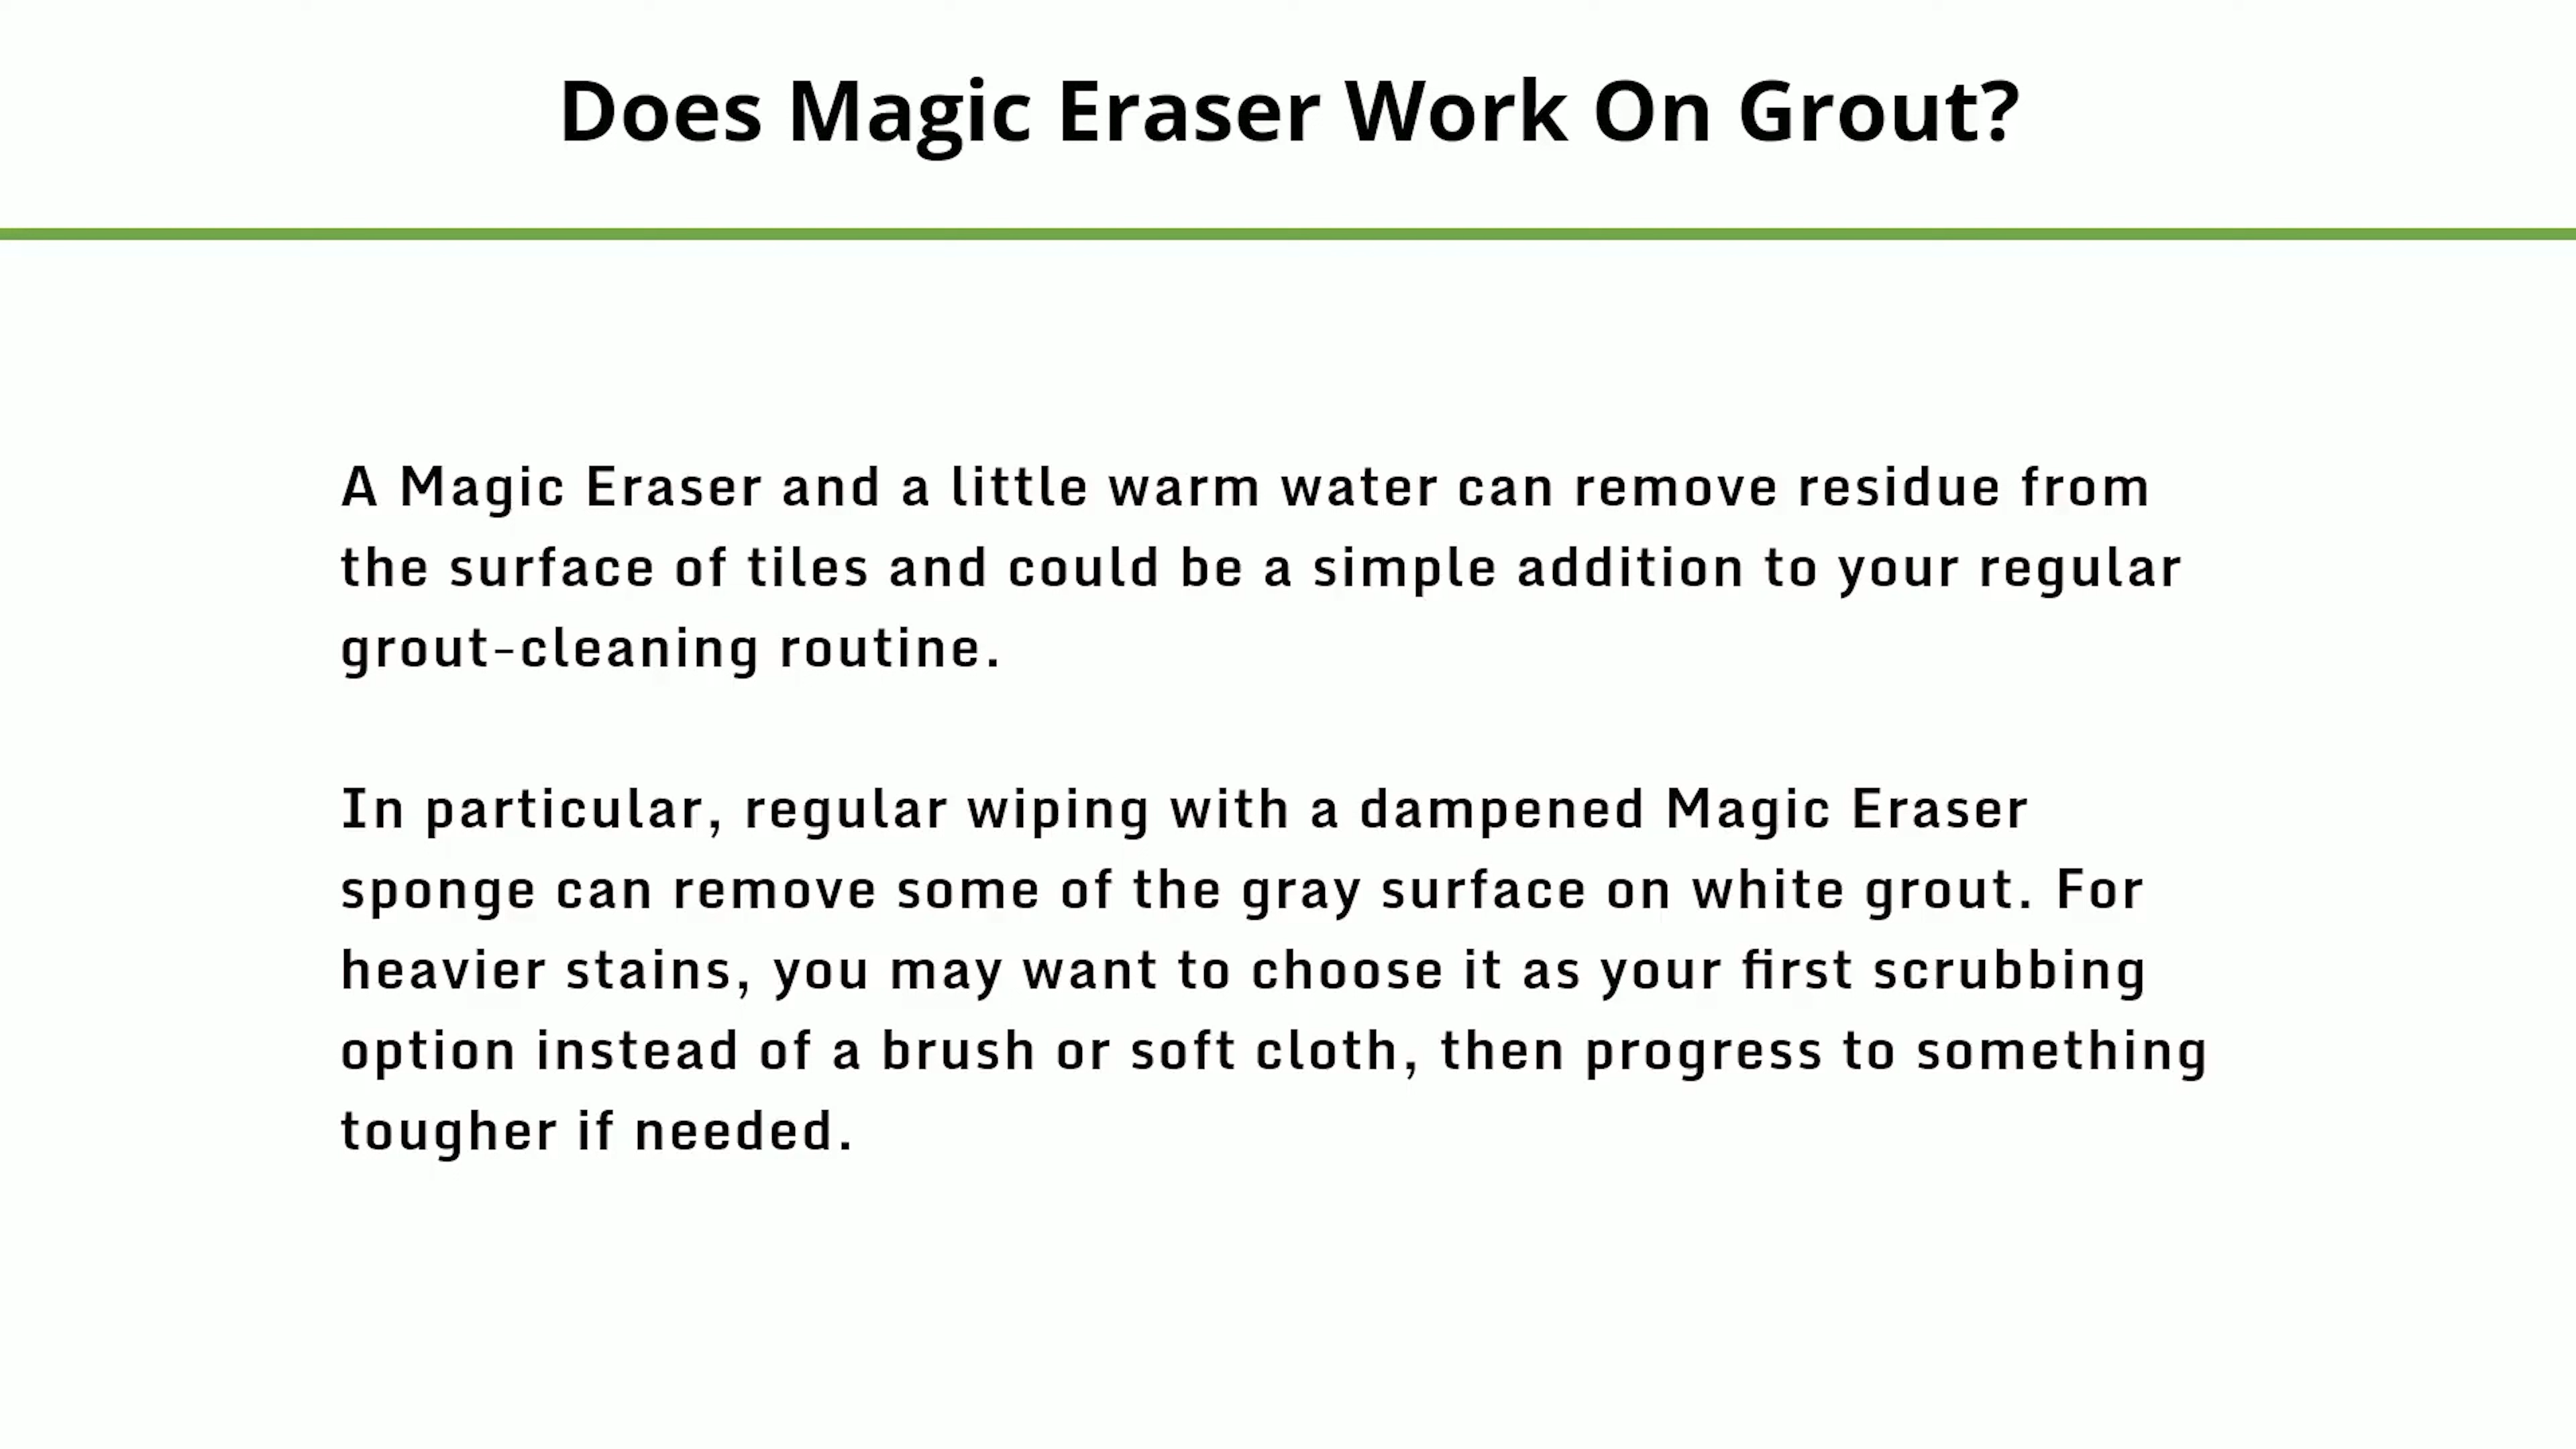 Does Magic Eraser Work On Grout?
A Magic Eraser and a little warm water can remove residue from
the surface of tiles and could be a simple addition to your regular
grout-cleaning routine.
In particular, regular wiping with a dampened Magic Eraser
sponge can remove some of the gray surface on white grout. For
heavier stains, you may want to choose it as your first scrubbing
option instead of a brush or soft cloth, then progress to something
tougher if needed.